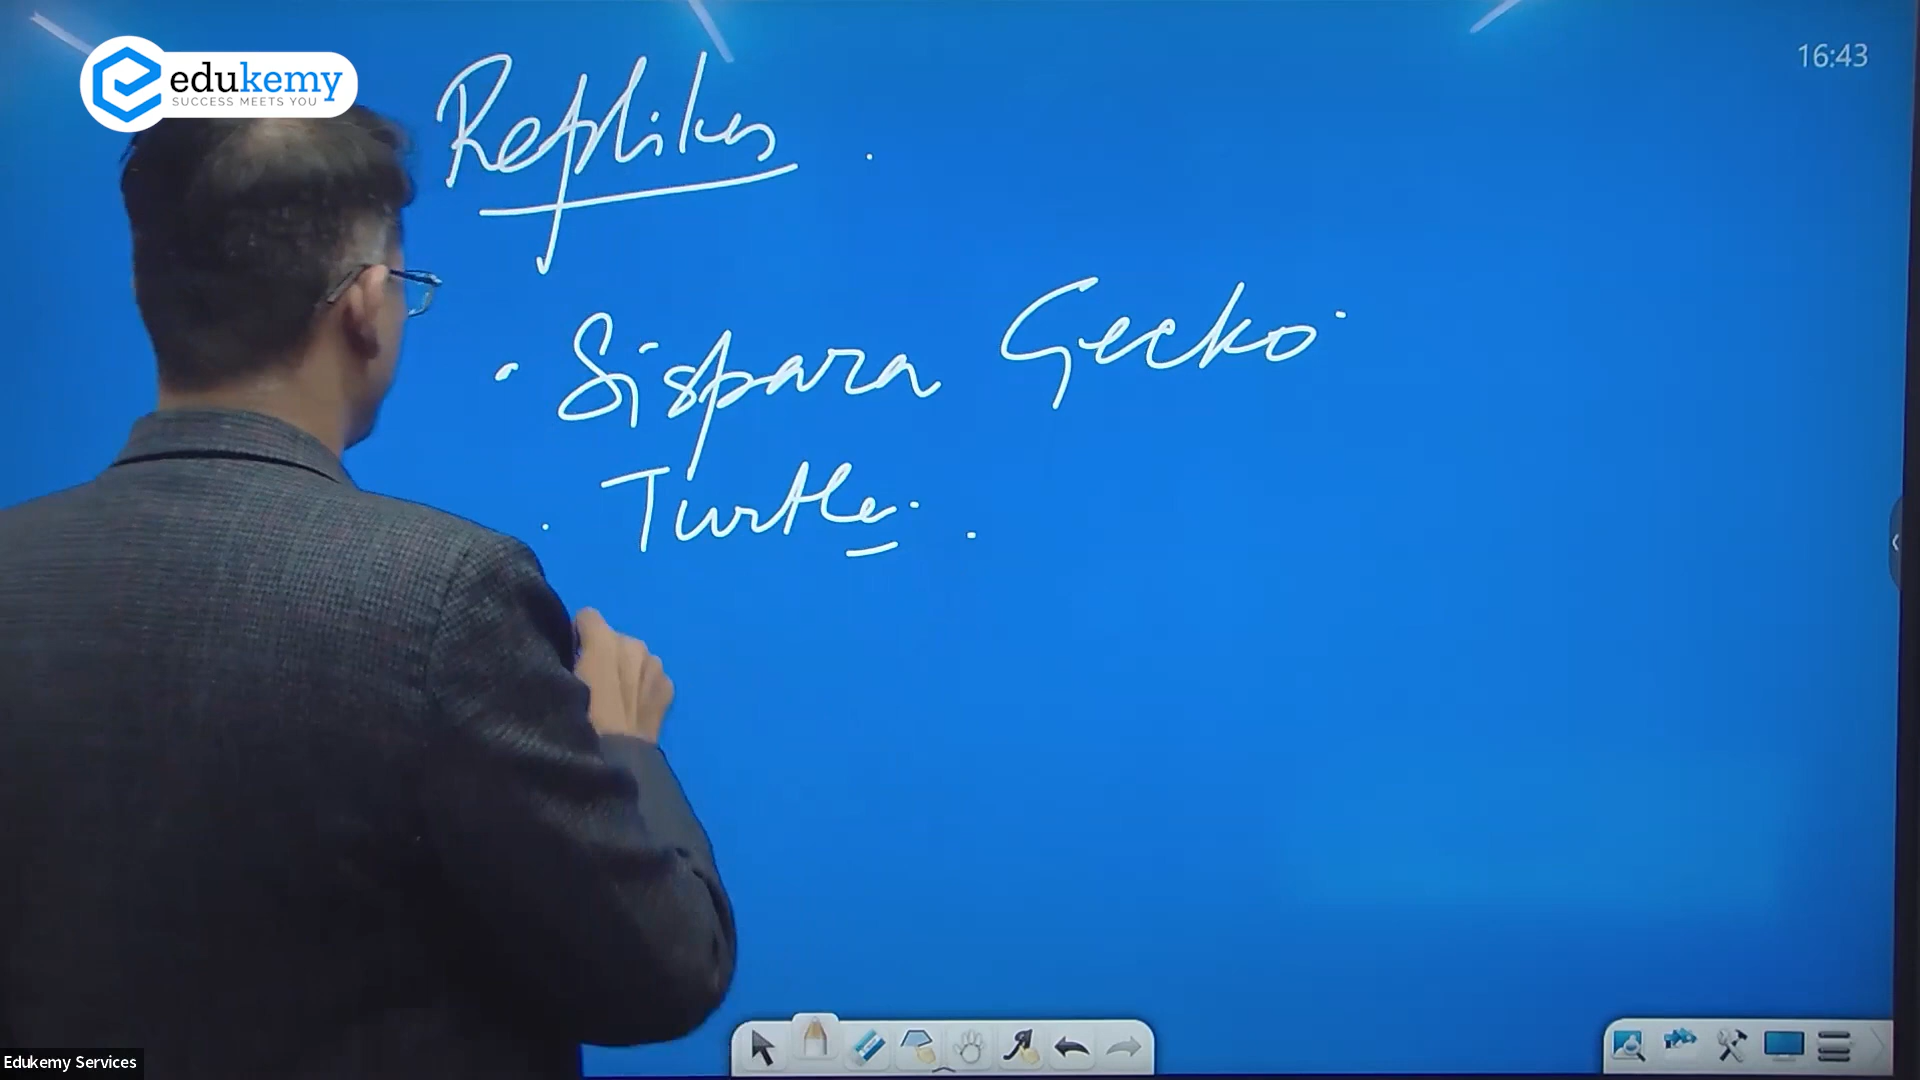 edukemy
SUCCESS MEETS YOU
16:43
Reptiles
Sispara Gecko
Turtle
Edukemy Services